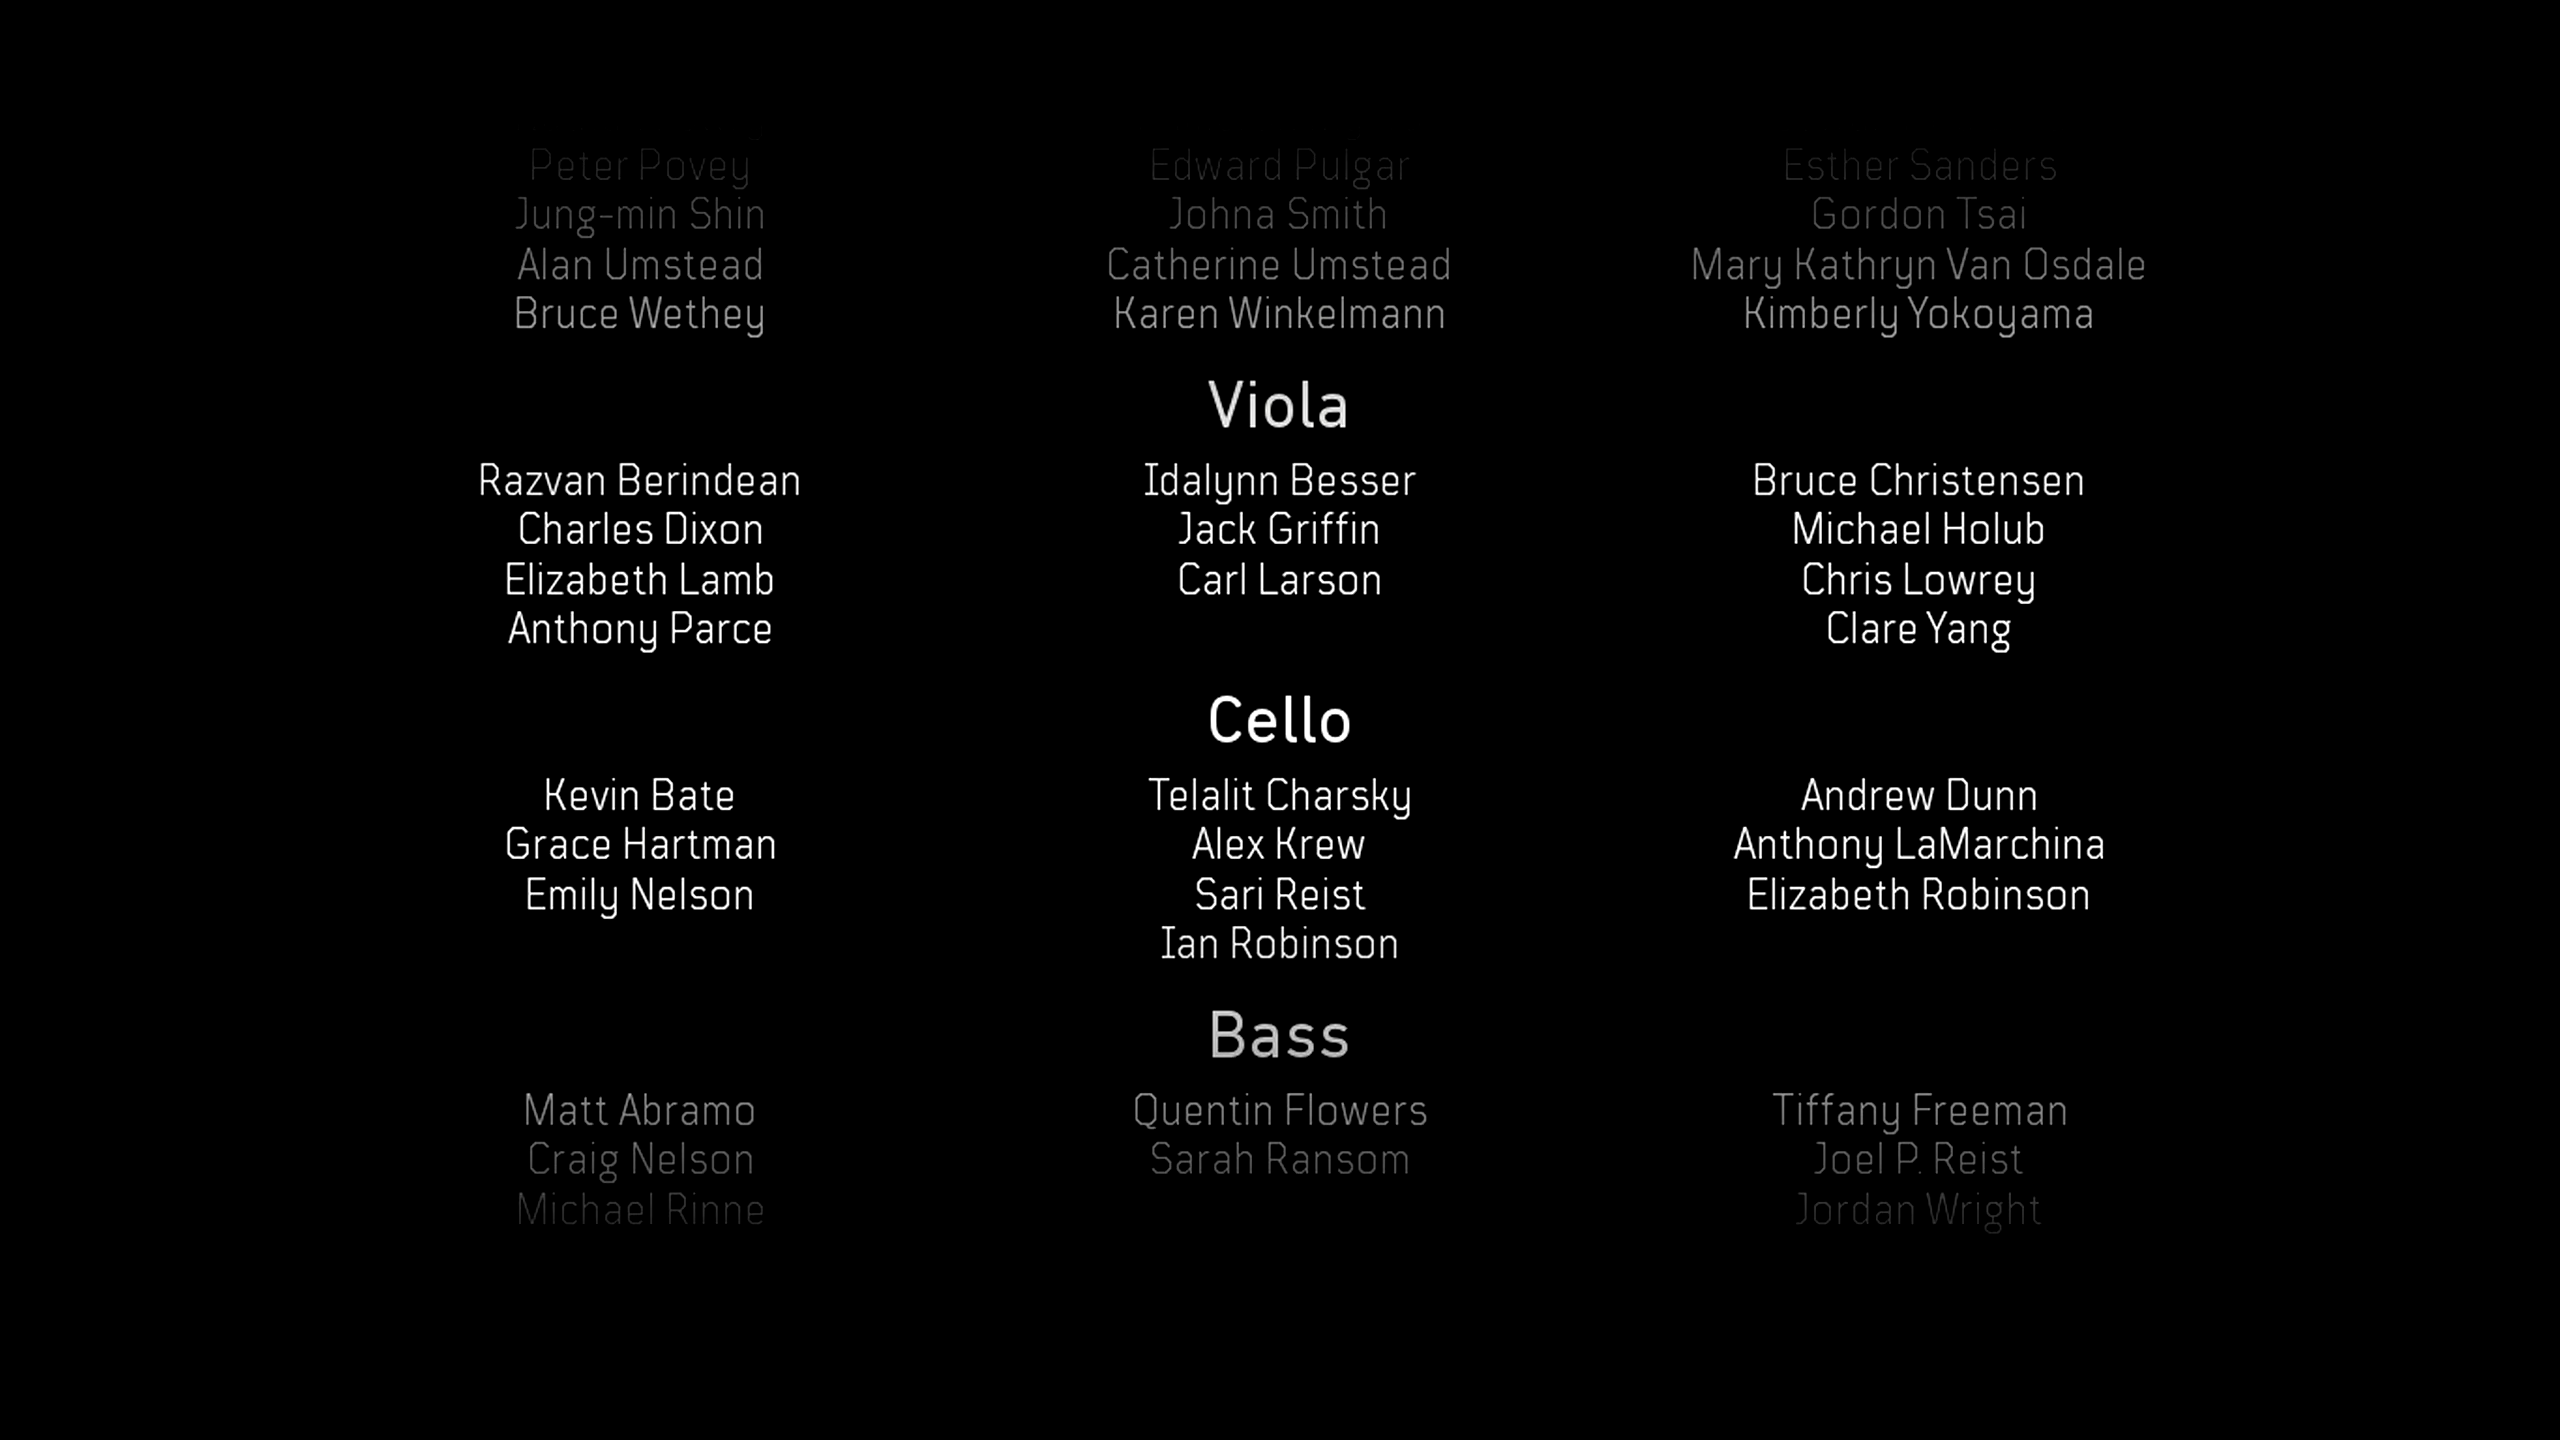 Peter Povey Edward Pulgar Esther Sanders
Jung-min Shin Johna Smith Gordon Tsai
Alan Umstead Catherine Umstead Mary Kathryn Van Osdale
Bruce Wethey Karen Winkelmann Kimberly Yokoyama
Viola
Razvan Berindean Idalynn Besser Bruce Christensen
Charles Dixon Jack Griffin Michael Holub
Elizabeth Lamb Carl Larson Chris Lowrey
Anthony Parce Clare Yang
Cello
Kevin Bate Telalit Charsky Andrew Dunn
Grace Hartman Alex Krew Anthony LaMarchina
Emily Nelson Sari Reist Elizabeth Robinson
Ian Robinson
Bass
Matt Abramo Quentin Flowers Tiffany Freeman
Craig Nelson Sarah Ransom Joel P. Reist
Michael Rinne Jordan Wright